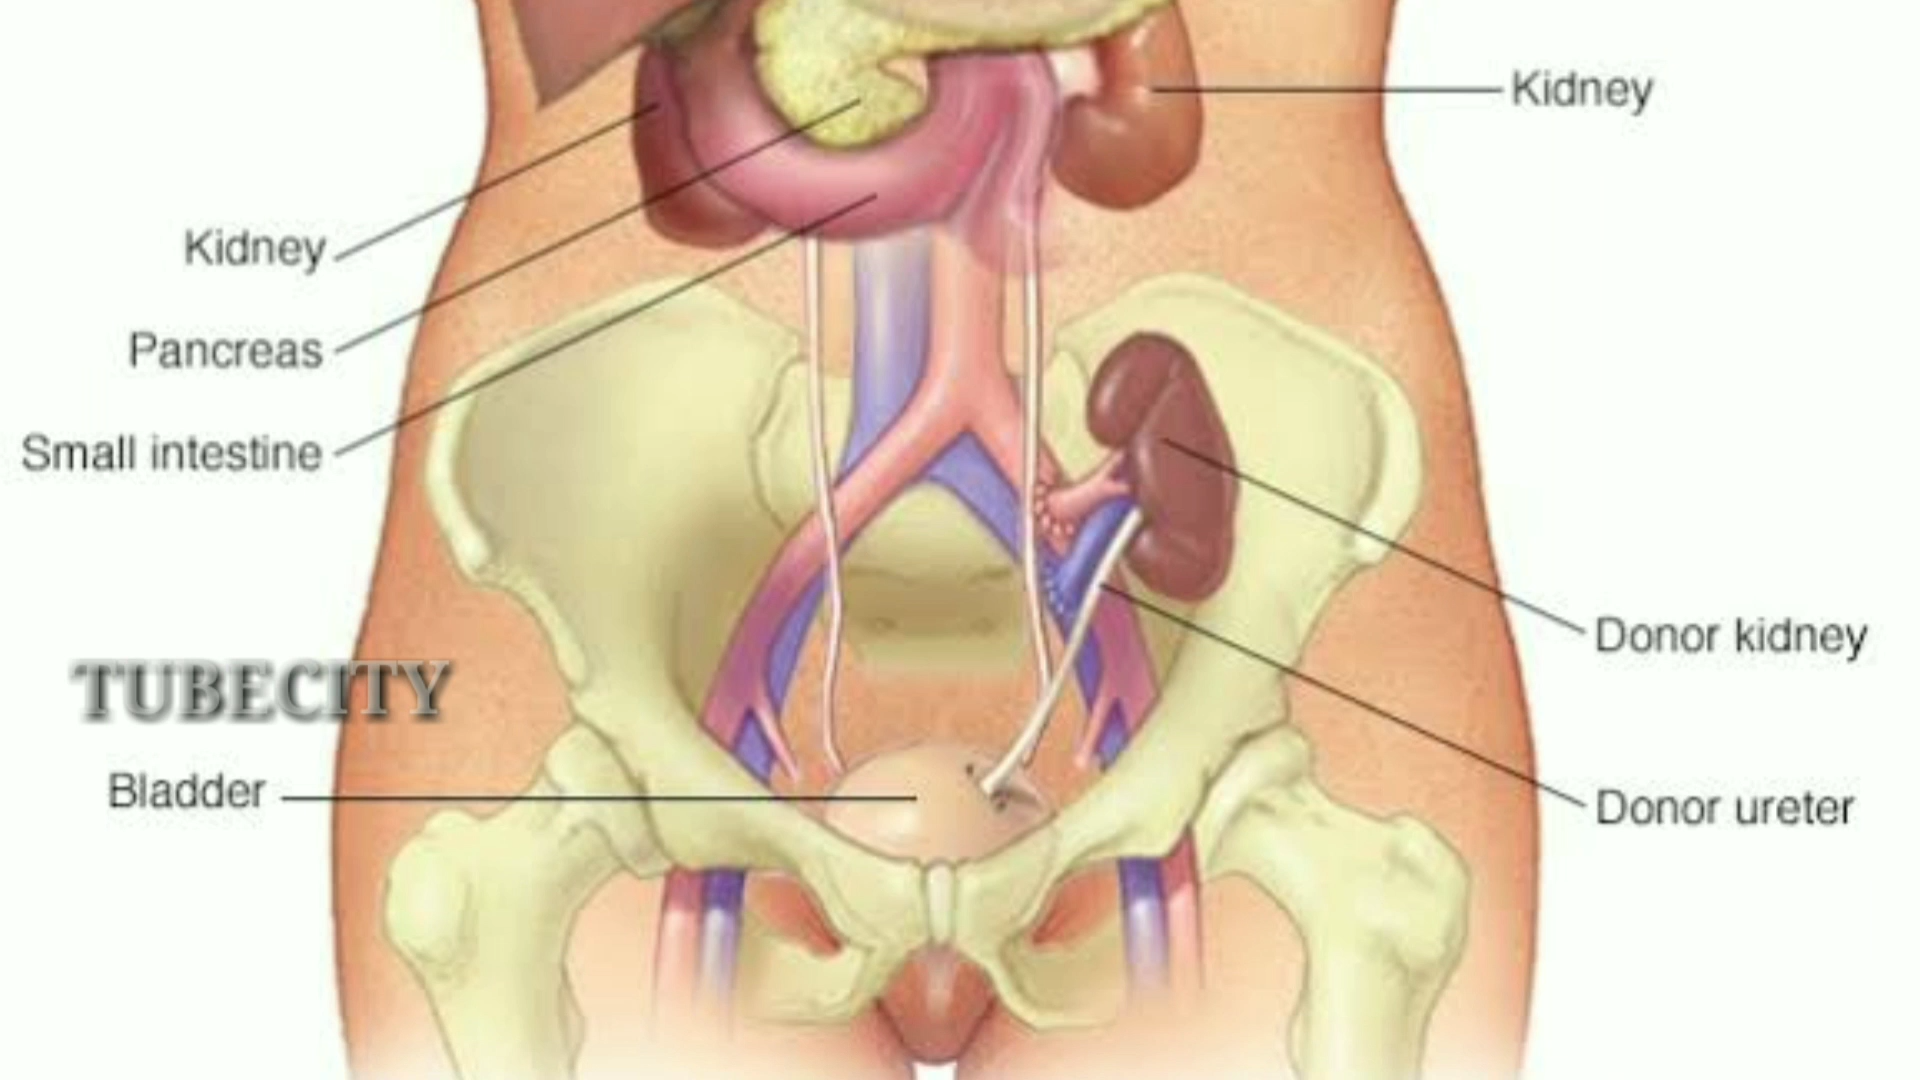 Kidney
Kidney
Pancreas
Small intestine
Donor kidney
TUBECITY
Bladder
Donor ureter